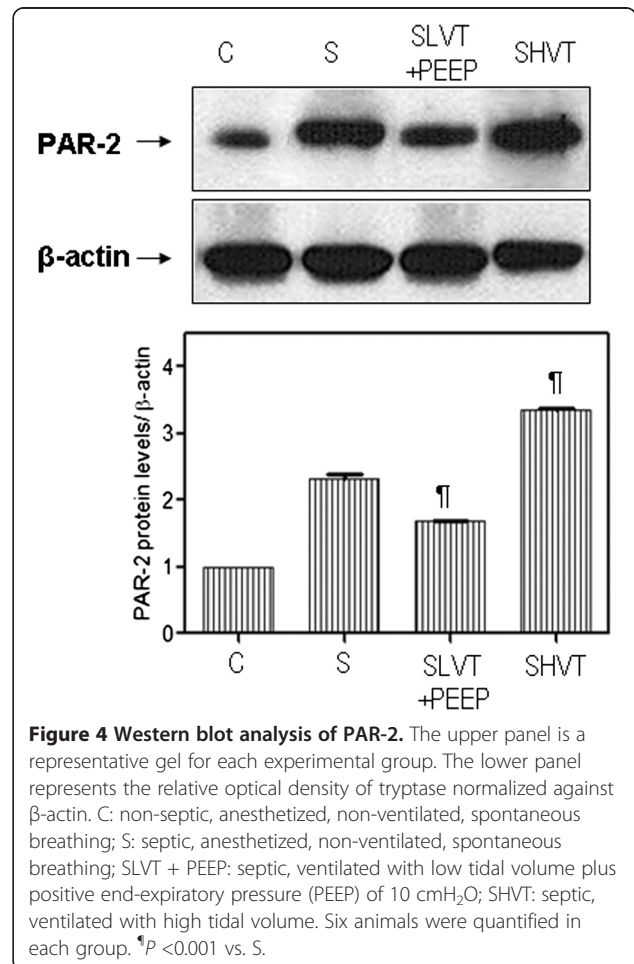 C S SLVT +PEEP SHVT
PAR-2 →
β-actin →
PAR-2 protein levels/ β-actin
4
3
2
1
0
¶ ¶
C S SLVT +PEEP SHVT
Figure 4 Western blot analysis of PAR-2. The upper panel is a
representative gel for each experimental group. The lower panel
represents the relative optical density of tryptase normalized against
β-actin. C: non-septic, anesthetized, non-ventilated, spontaneous
breathing; S: septic, anesthetized, non-ventilated, spontaneous
breathing; SLVT + PEEP: septic, ventilated with low tidal volume plus
positive end-expiratory pressure (PEEP) of 10 cmH₂O; SHVT: septic,
ventilated with high tidal volume. Six animals were quantified in
each group. ¶P <0.001 vs. S.